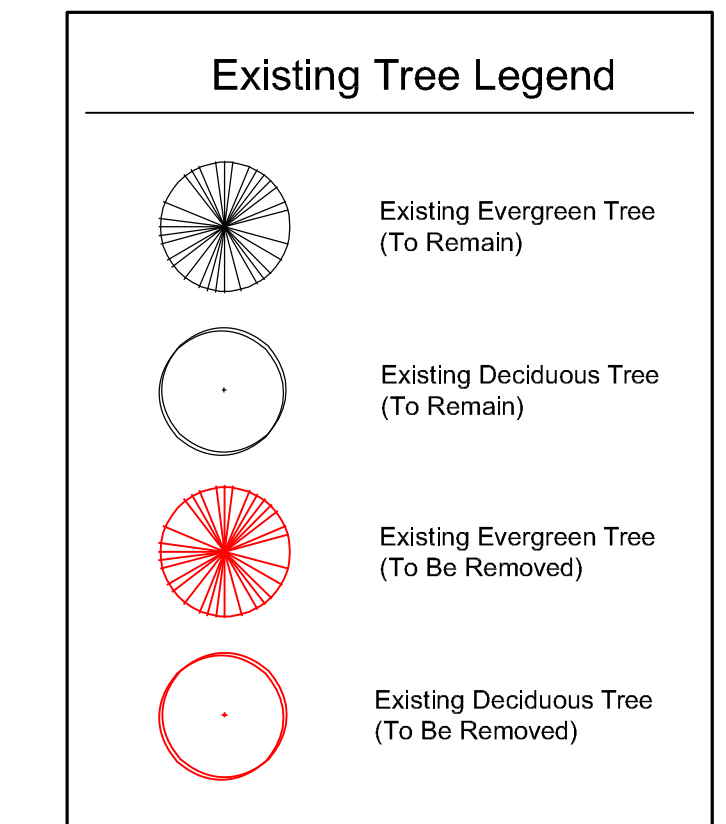 Existing Tree Legend
Existing Evergreen Tree
(To Remain)
Existing Deciduous Tree
(To Remain)
Existing Evergreen Tree
(To Be Removed)
Existing Deciduous Tree
(To Be Removed)